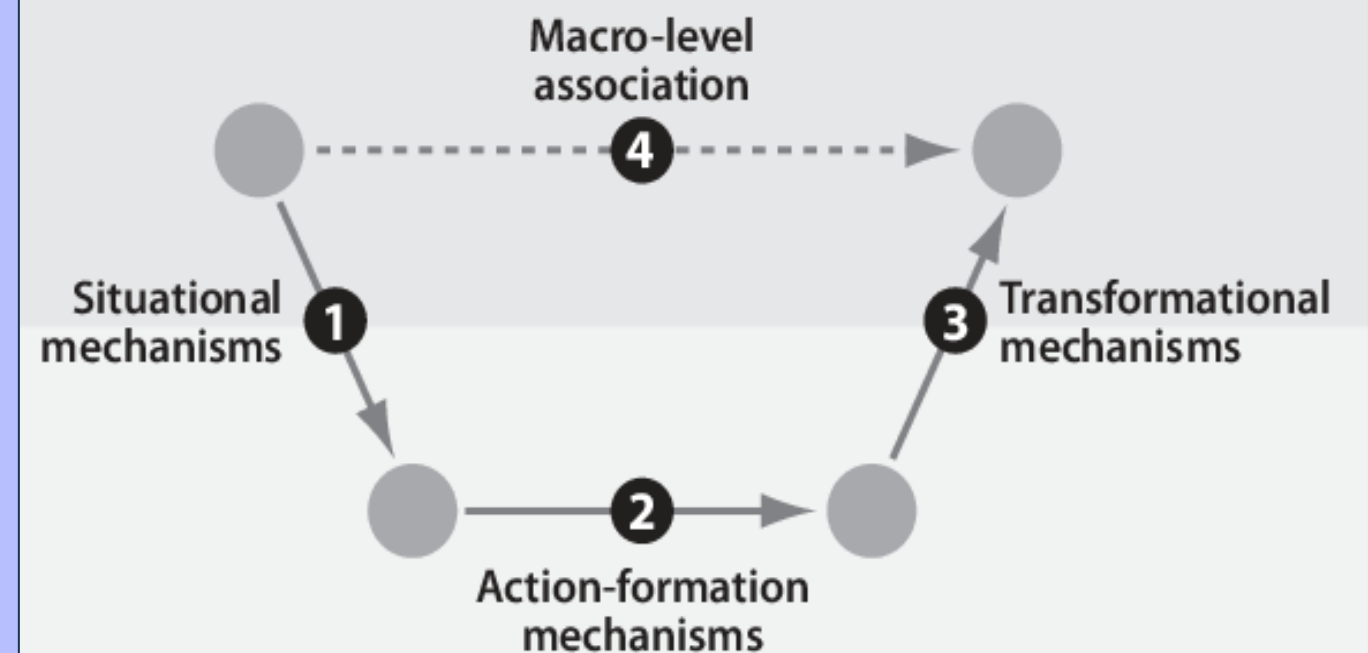 Macro-level
association
4
Situational
mechanisms
1
3
Transformational
mechanisms
2
Action-formation
mechanisms